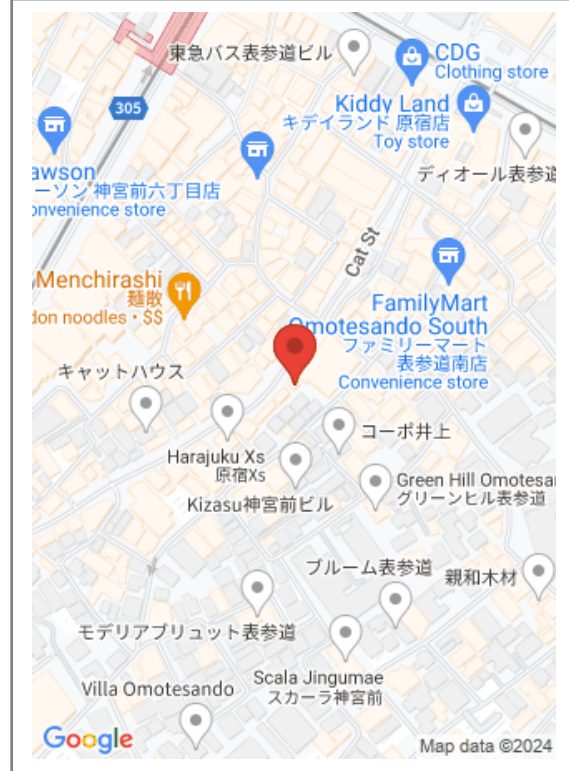 東急バス表参道ビル
CDG
Clothing store
305
Kiddy Land
キデイランド 原宿店
Toy store
ディオール表参道
awson
ーソン 神宮前六丁目店
onvenience store
Cat St
Menchirashi
麺散
don noodles • $$
FamilyMart
Omotesando South
ファミリーマート
表参道南店
Convenience store
キャットハウス
コーポ井上
Harajuku Xs
原宿Xs
Kizasu神宮前ビル
Green Hill Omotesa
グリーンヒル表参道
ブルーム表参道
親和木材
モデリアブリュット表参道
Scala Jingumae
スカーラ神宮前
Villa Omotesando
Google
Map data ©2024